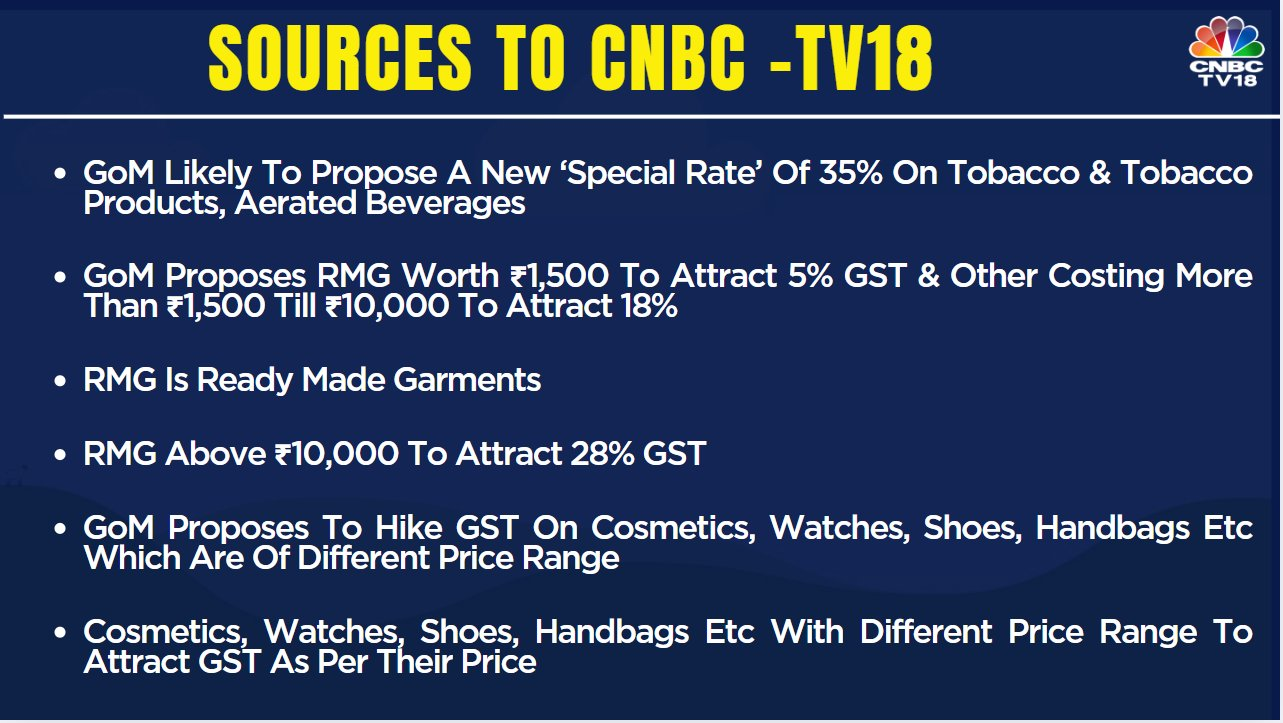 SOURCES TO CNBC -TV18
CNBC
TV18
• GoM Likely To Propose A New ‘Special Rate’ Of 35% On Tobacco & Tobacco
Products, Aerated Beverages
• GoM Proposes RMG Worth ₹1,500 To Attract 5% GST & Other Costing More
Than ₹1,500 Till ₹10,000 To Attract 18%
• RMG Is Ready Made Garments
• RMG Above ₹10,000 To Attract 28% GST
• GoM Proposes To Hike GST On Cosmetics, Watches, Shoes, Handbags Etc
Which Are Of Different Price Range
• Cosmetics, Watches, Shoes, Handbags Etc With Different Price Range To
Attract GST As Per Their Price